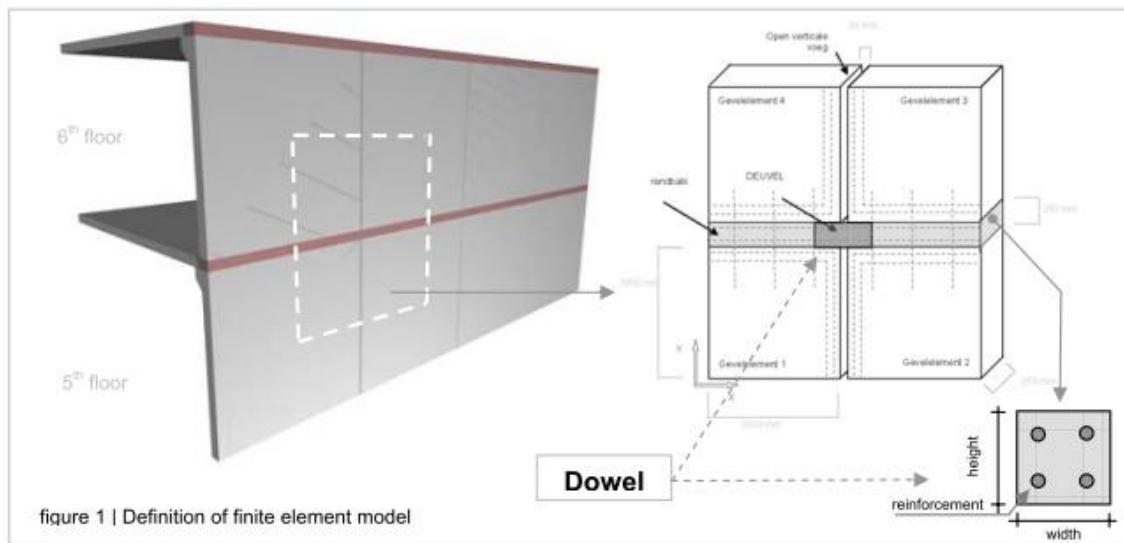 6th floor
5th floor
Open verticale
voeg
Gevelelement 4
Gevelelement 3
DEUVEL
randbalk
Y
X
Gevelelement 1
Gevelelement 2
Dowel
height
reinforcement
width
figure 1 | Definition of finite element model